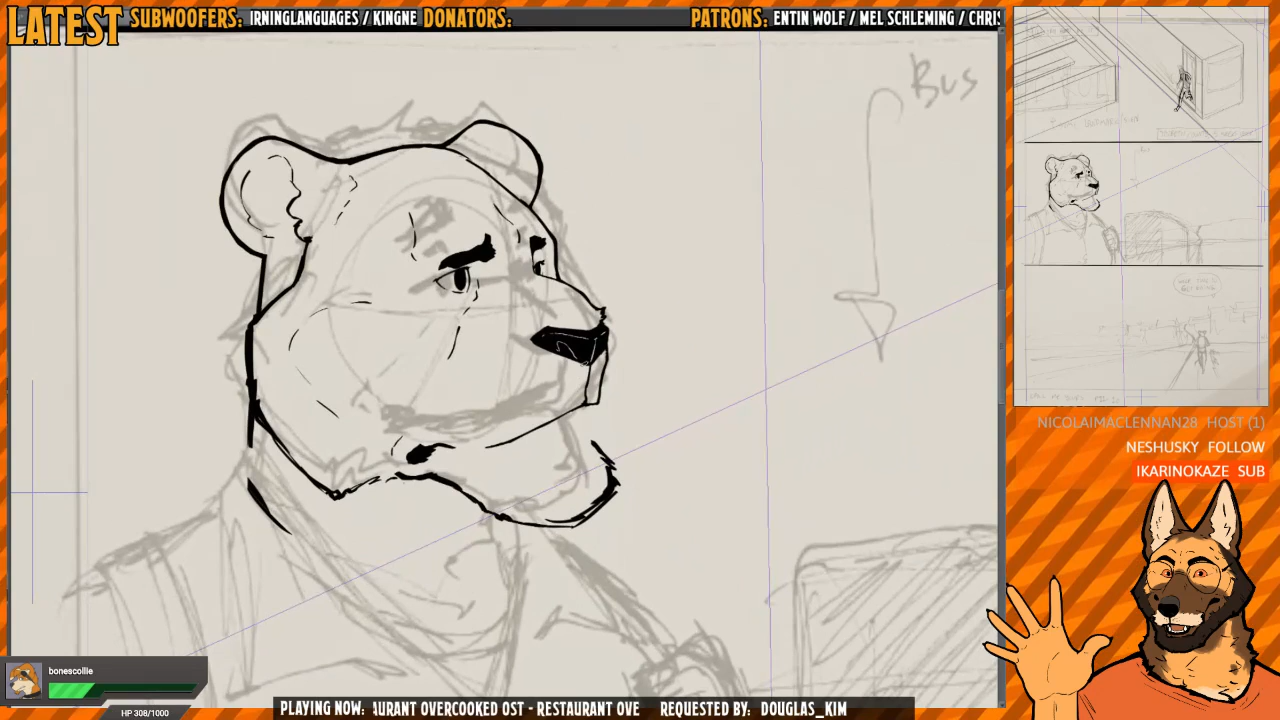 LATEST
SUBWOOFERS: IRNINGLANGUAGES / KINGNE
DONATORS:
PATRONS: ENTIN WOLF / MEL SCHLEMING / CHRIS
BUS
NICOLAIMACLENNAN28 HOST (1)
NESHUSKY FOLLOW
IKARINOKAZE SUB
bonescollie
HP 308/1000
PLAYING NOW: AURANT OVERCOOKED OST - RESTAURANT OVE
REQUESTED BY: DOUGLAS_KIM